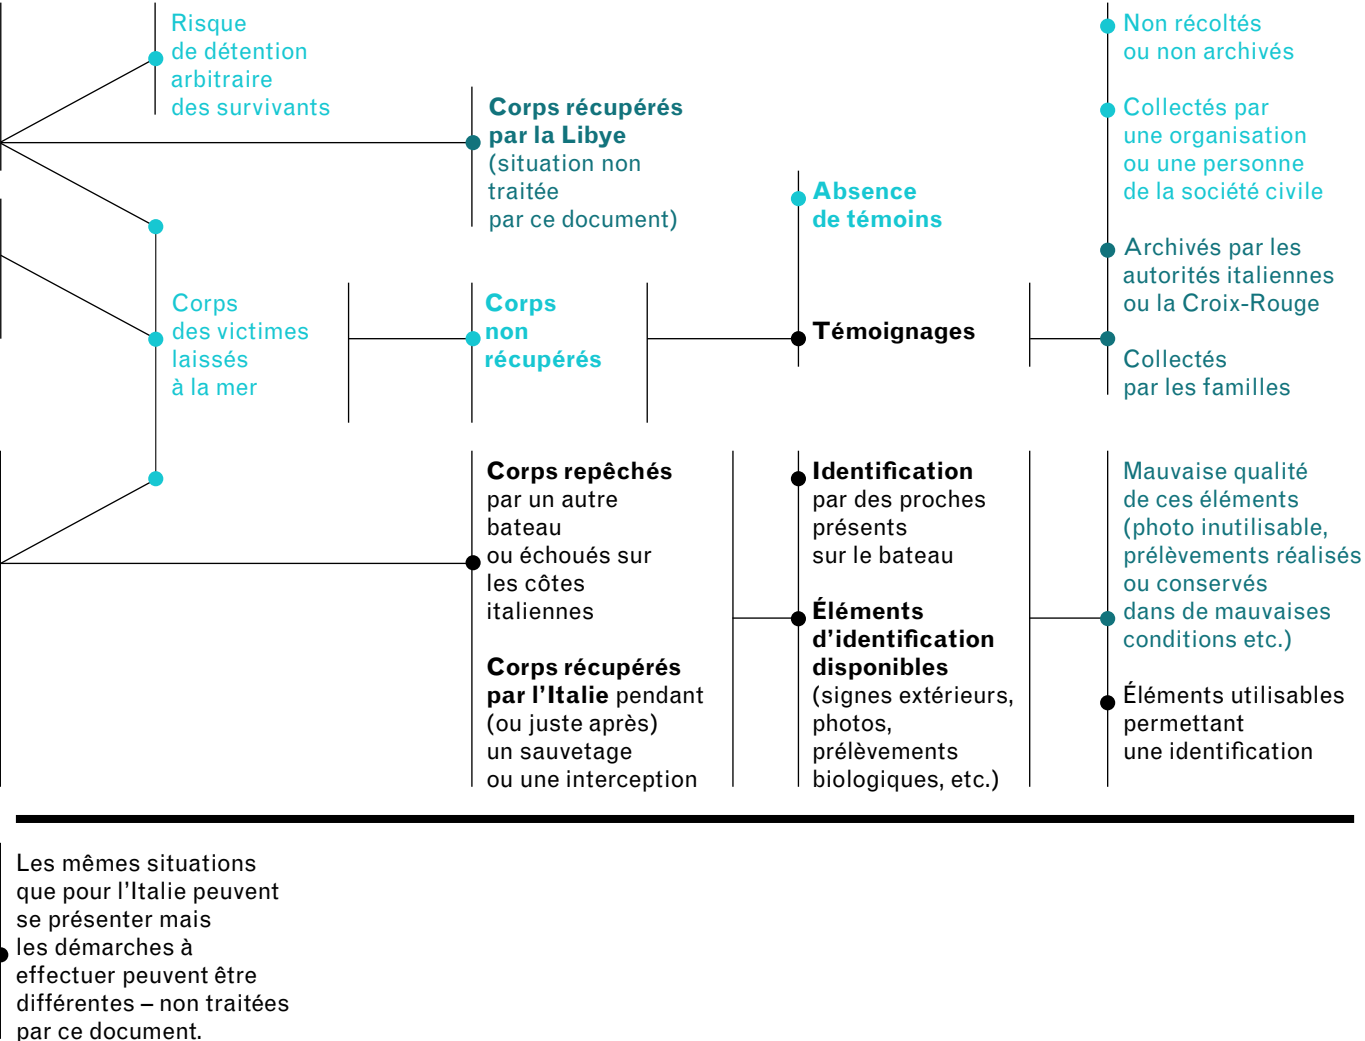 Risque
de détention
arbitraire
des survivants
Corps récupérés
par la Libye
(situation non
traitée
par ce document)
Corps
des victimes
laissés
à la mer
Corps
non
récupérés
Absence
de témoins
Témoignages
Non récoltés
ou non archivés
Collectés par
une organisation
ou une personne
de la société civile
Archivés par les
autorités italiennes
ou la Croix-Rouge
Collectés
par les familles
Corps repêchés
par un autre
bateau
ou échoués sur
les côtes
italiennes
Corps récupérés
par l’Italie pendant
(ou juste après)
un sauvetage
ou une interception
Identification
par des proches
présents
sur le bateau
Éléments
d’identification
disponibles
(signes extérieurs,
photos,
prélèvements
biologiques, etc.)
Mauvaise qualité
de ces éléments
(photo inutilisable,
prélèvements réalisés
ou conservés
dans de mauvaises
conditions etc.)
Éléments utilisables
permettant
une identification
Les mêmes situations
que pour l’Italie peuvent
se présenter mais
les démarches à
effectuer peuvent être
différentes – non traitées
par ce document.